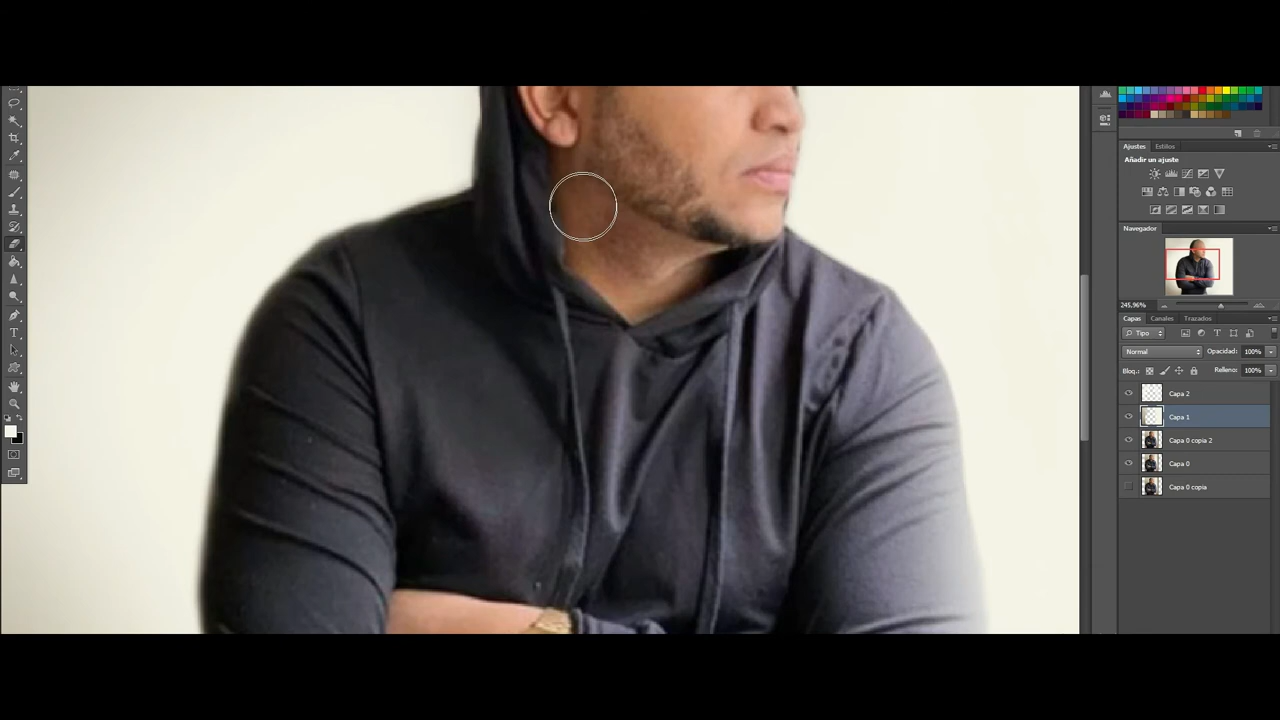 Ajustes Estilos
Añadir un ajuste
Navegador
245,96%
Capas Canales Trazados
Tipo
Normal Opacidad: 100%
Bloq.: Relleno: 100%
Capa 2
Capa 1
Capa 0 copia 2
Capa 0
Capa 0 copia